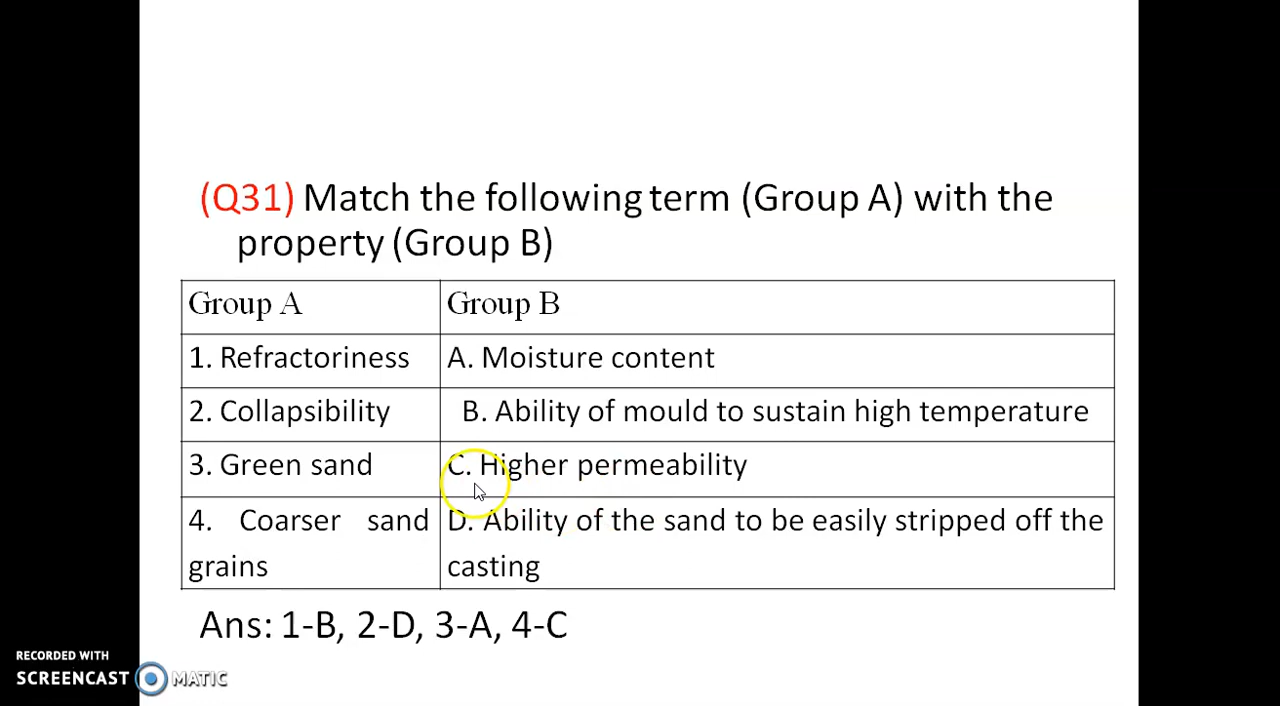 (Q31) Match the following term (Group A) with the
property (Group B)
Group A Group B
1. Refractoriness A. Moisture content
2. Collapsibility B. Ability of mould to sustain high temperature
3. Green sand C. Higher permeability
4. Coarser sand D. Ability of the sand to be easily stripped off the
grains casting
Ans: 1-B, 2-D, 3-A, 4-C
RECORDED WITH
SCREENCAST MATIC